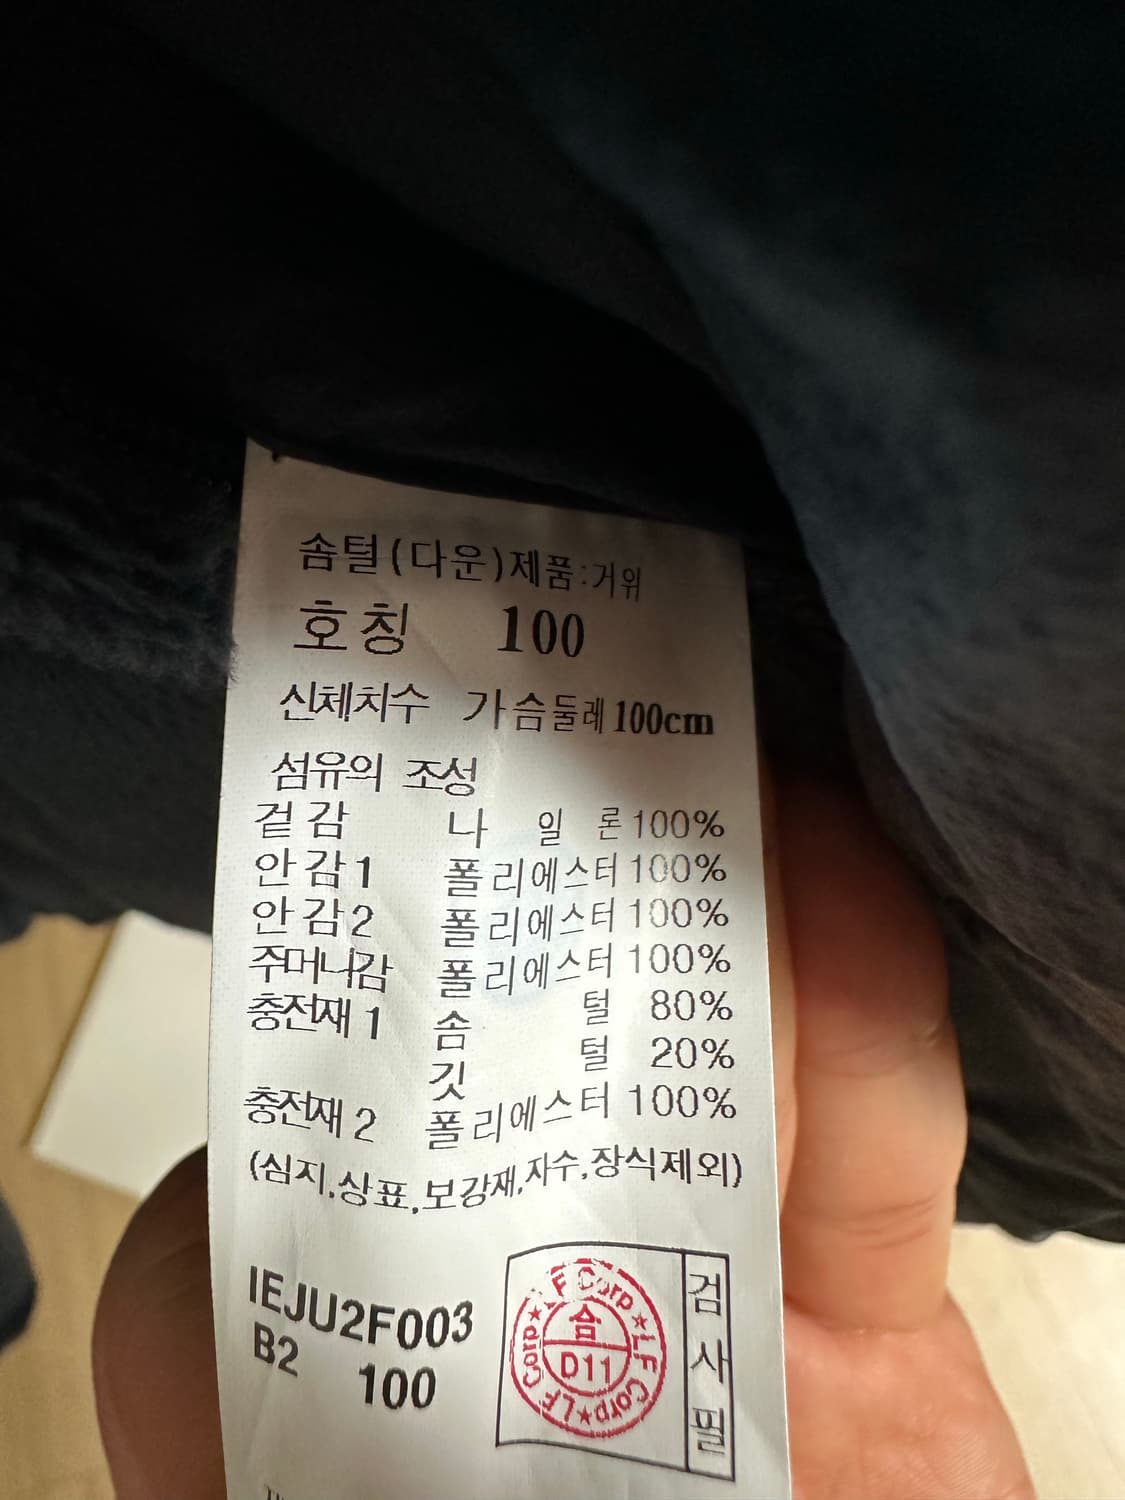 솜털(다운)제품:거위
호칭 100
신체치수 가슴둘레100cm
섬유의 조성
겉감 나일론100%
안감1 폴리에스터100%
안감2 폴리에스터100%
주머니감 폴리에스터100%
충전재1 솜털 80%
깃털 20%
충전재2 폴리에스터100%
(심지,상표,보강재,자수,장식제외)
IEJU2F003
B2 100
LF Corp★LF Corp★LF Corp★
合
D11
검사필